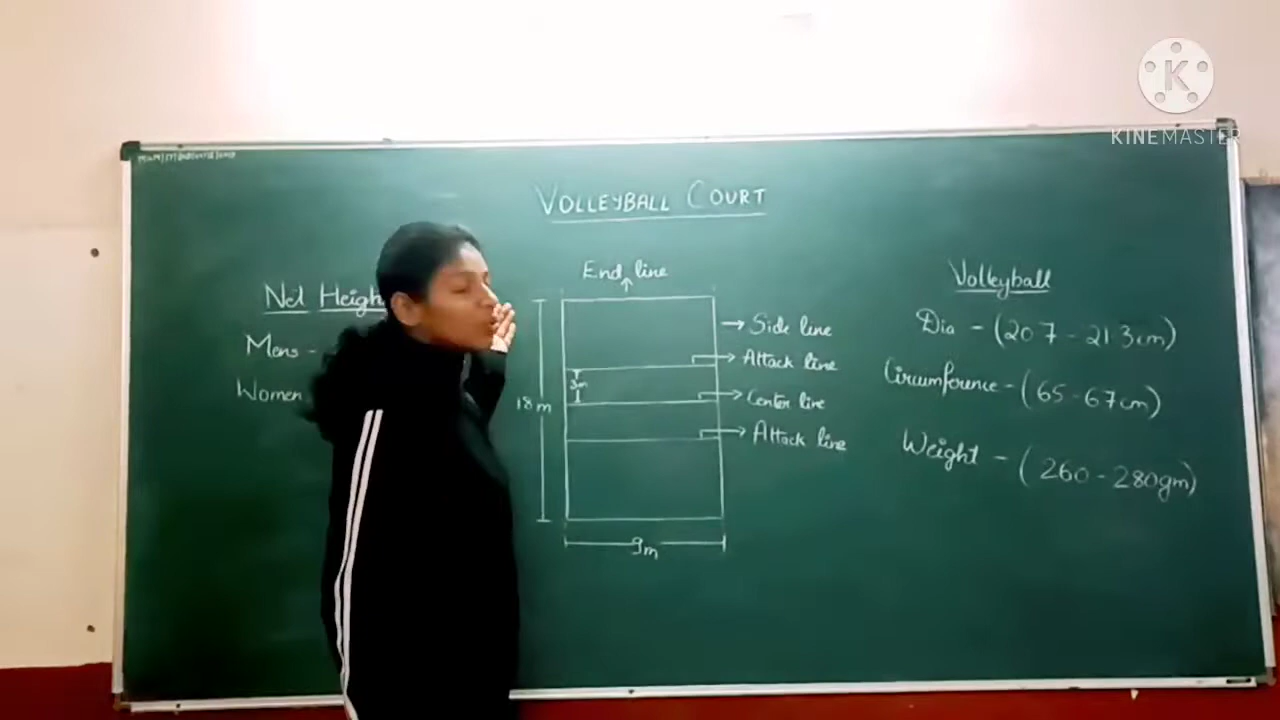 VOLLEYBALL COURT
Net Heigh
Mens -
Women
End line
Side line
Attack line
3m
Center line
18m
Attack line
9m
Volleyball
Dia - (20.7 - 21.3cm)
Circumference - (65 - 67cm)
Weight - (260 - 280gm)
K
KINEMASTER